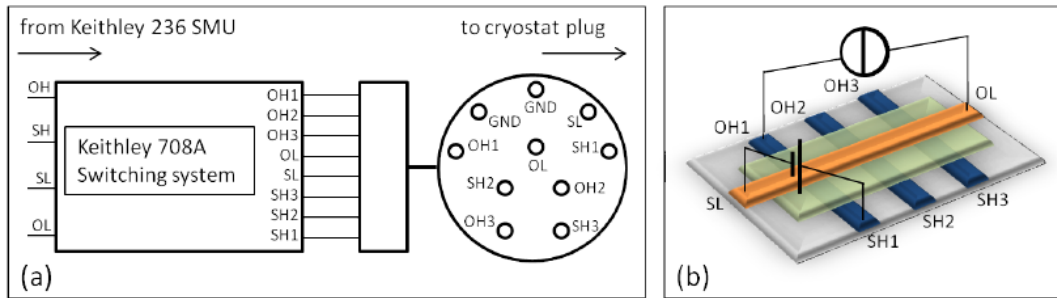 from Keithley 236 SMU
to cryostat plug
OH
SH
SL
OL
Keithley 708A
Switching system
OH1
OH2
OH3
OL
SL
SH3
SH2
SH1
GND
GND
SL
OH1
OL
SH1
SH2
OH2
OH3
SH3
(a)
OH3
OH2
OL
OH1
SL
SH3
SH2
SH1
(b)